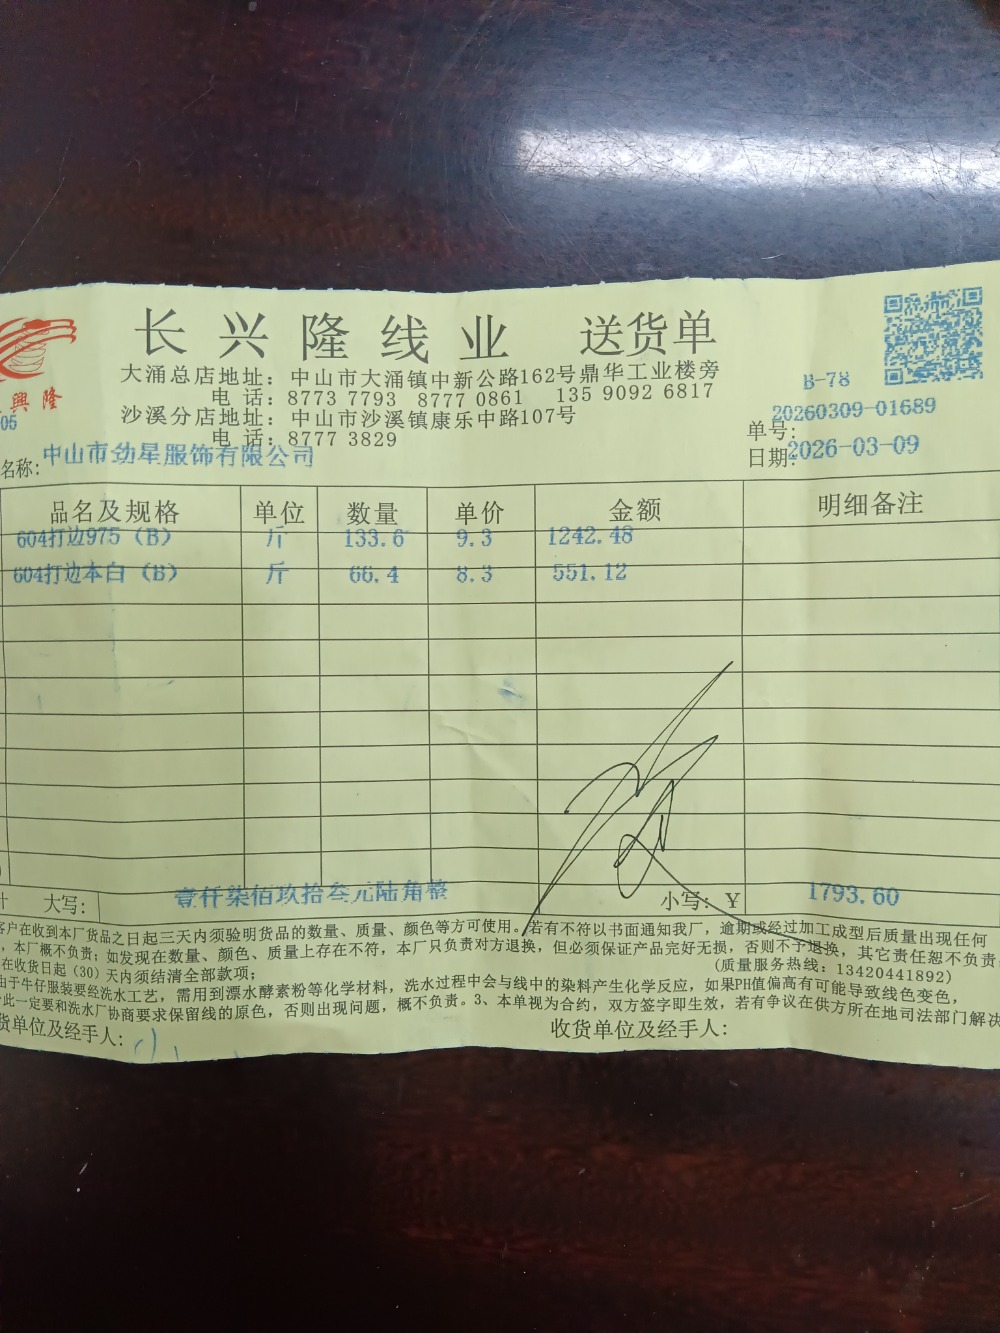 长兴隆线业 送货单
大涌总店地址：中山市大涌镇中新公路162号鼎华工业楼旁
电 话：8773 7793 8777 0861 135 9092 6817
沙溪分店地址：中山市沙溪镇康乐中路107号
电 话：8777 3829
興隆
05
B-78
单号：20260309-01689
日期：2026-03-09
名称：中山市劲星服饰有限公司
品名及规格 单位 数量 单价 金额 明细备注
604打边975（B） 斤 133.6 9.3 1242.48
604打边本白（B） 斤 66.4 8.3 551.12
计 大写： 壹仟柒佰玖拾叁元陆角整 小写：￥ 1793.60
客户在收到本厂货品之日起三天内须验明货品的数量、质量、颜色等方可使用。若有不符以书面通知我厂，逾期或经过加工成型后质量出现任何
，本厂概不负责；如发现在数量、颜色、质量上存在不符，本厂只负责对方退换，但必须保证产品完好无损，否则不予退换，其它责任恕不负责
在收货日起（30）天内须结清全部款项； （质量服务热线：13420441892）
由于牛仔服装要经洗水工艺，需用到漂水酵素粉等化学材料，洗水过程中会与线中的染料产生化学反应，如果PH值偏高有可能导致线色变色，
此一定要和洗水厂协商要求保留线的原色，否则出现问题，概不负责。3、本单视为合约，双方签字即生效，若有争议在供方所在地司法部门解决
货单位及经手人： 收货单位及经手人：